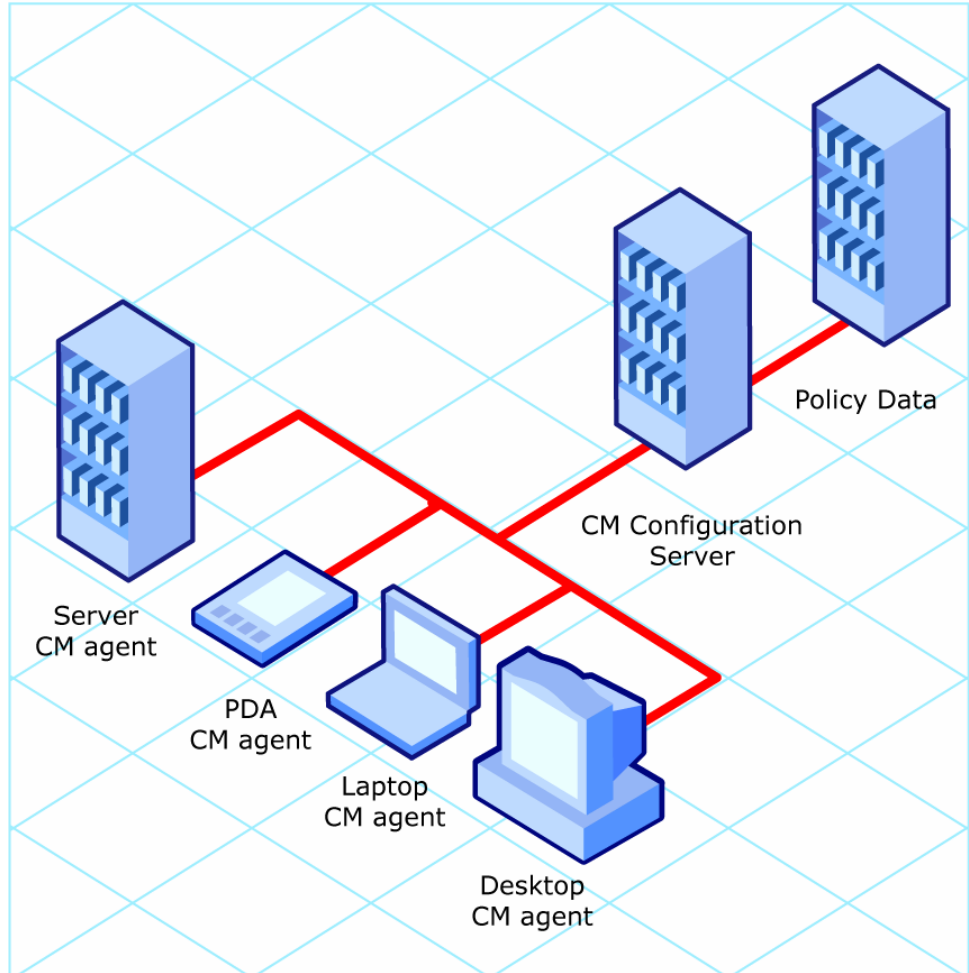 Policy Data
CM Configuration
Server
Server
CM agent
PDA
CM agent
Laptop
CM agent
Desktop
CM agent